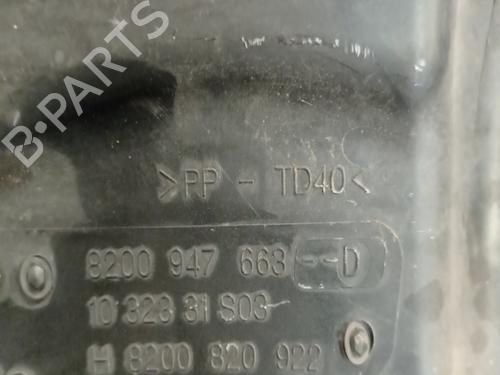 B-PARTS
>PP - TD40<
8200 947 663 --D
10 323 31 S03
H 8200 820 922